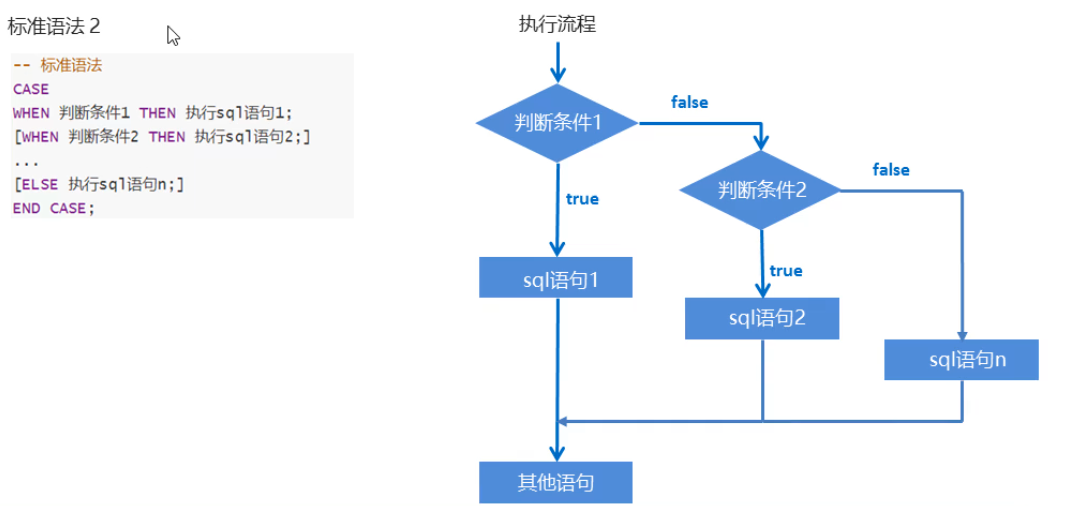 标准语法 2
-- 标准语法
CASE
WHEN 判断条件1 THEN 执行sql语句1;
[WHEN 判断条件2 THEN 执行sql语句2;]
...
[ELSE 执行sql语句n;]
END CASE;
执行流程
判断条件1
false
判断条件2
false
true
sql语句1
true
sql语句2
sql语句n
其他语句